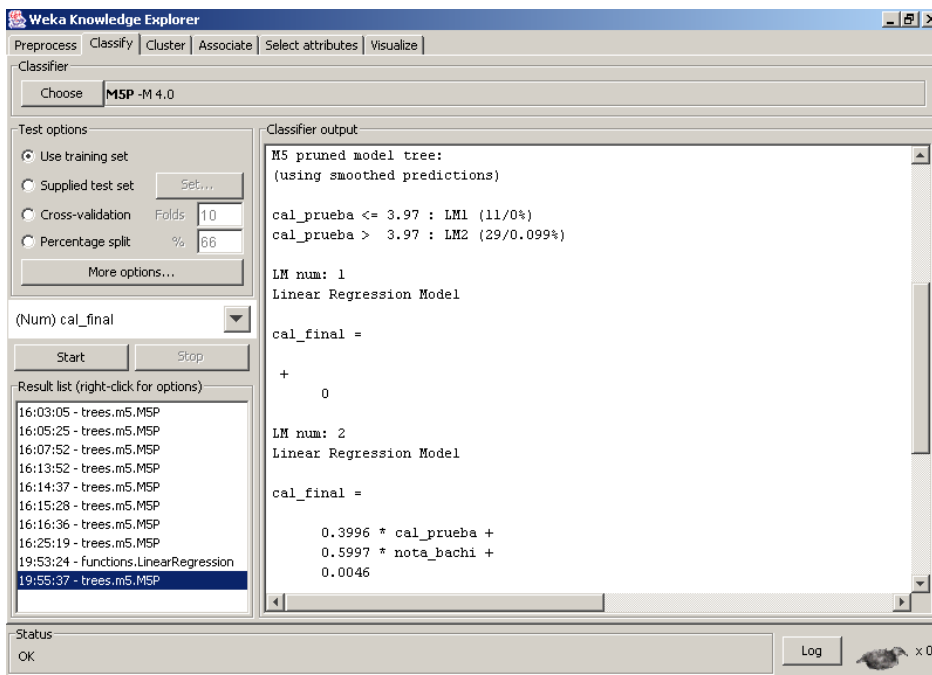 Weka Knowledge Explorer
Preprocess Classify Cluster Associate Select attributes Visualize
Classifier
Choose M5P -M 4.0
Test options
Use training set
Supplied test set Set...
Cross-validation Folds 10
Percentage split % 66
More options...
(Num) cal_final
Start Stop
Result list (right-click for options)
16:03:05 - trees.m5.M5P
16:05:25 - trees.m5.M5P
16:07:52 - trees.m5.M5P
16:13:52 - trees.m5.M5P
16:14:37 - trees.m5.M5P
16:15:28 - trees.m5.M5P
16:16:36 - trees.m5.M5P
16:25:19 - trees.m5.M5P
19:53:24 - functions.LinearRegression
19:55:37 - trees.m5.M5P
Classifier output
M5 pruned model tree:
(using smoothed predictions)
cal_prueba <= 3.97 : LM1 (11/0%)
cal_prueba > 3.97 : LM2 (29/0.099%)
LM num: 1
Linear Regression Model
cal_final =
+
0
LM num: 2
Linear Regression Model
cal_final =
0.3996 * cal_prueba +
0.5997 * nota_bachi +
0.0046
Status
OK
Log
x 0